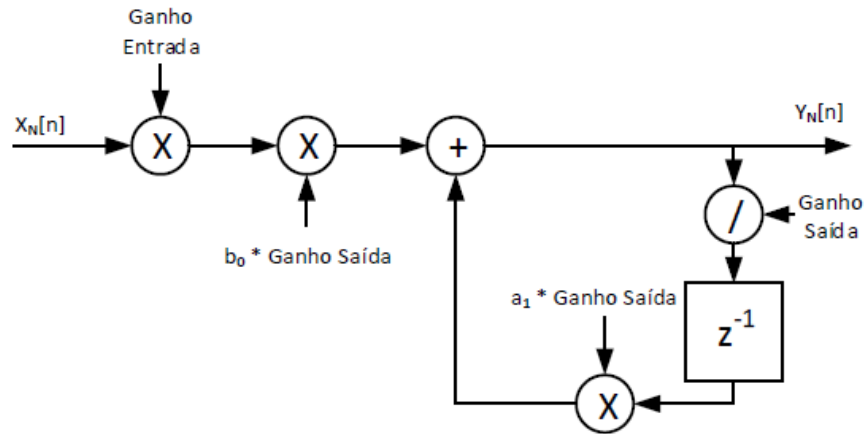 Ganho
Entrada
X_N[n]
X
X
+
Y_N[n]
/
Ganho
Saída
b₀ * Ganho Saída
a₁ * Ganho Saída
z⁻¹
X